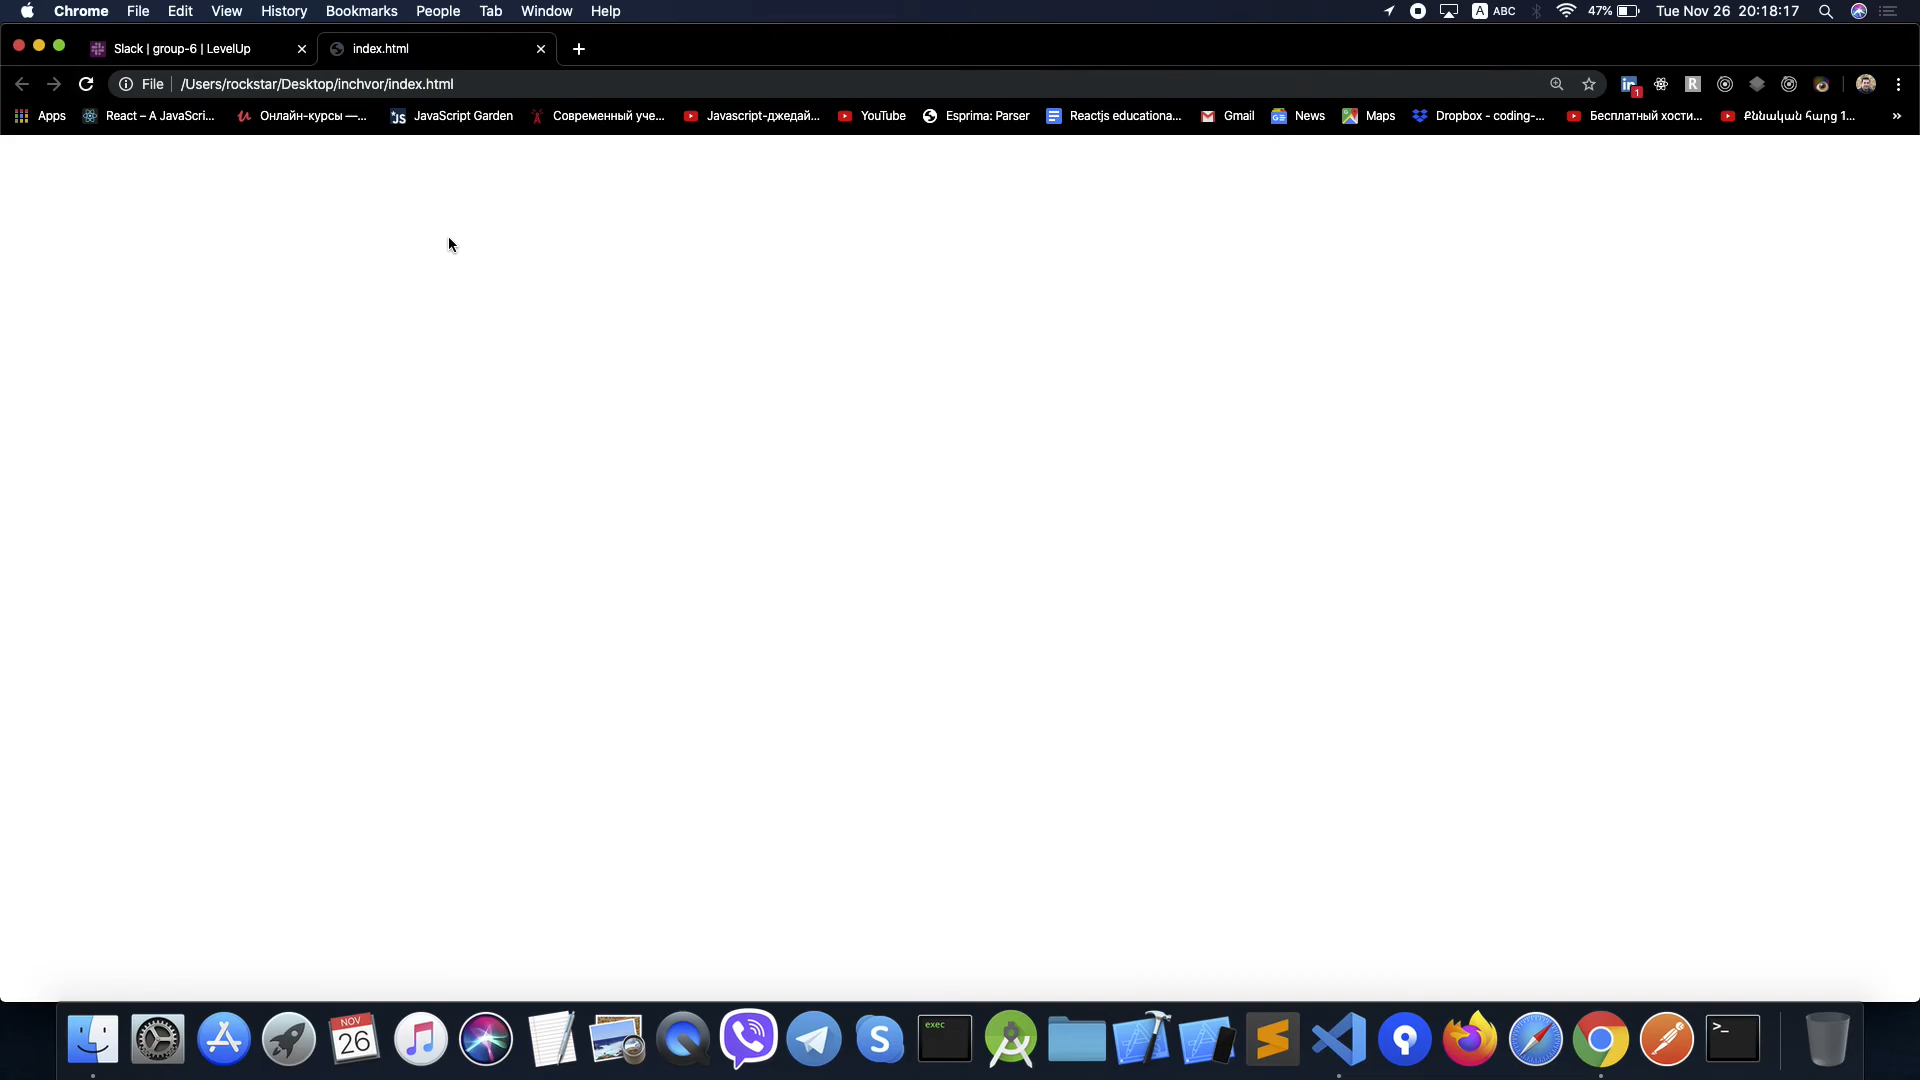 Chrome File Edit View History Bookmarks People Tab Window Help A ABC 47% Tue Nov 26 20:18:17
Slack | group-6 | LevelUp index.html
File /Users/rockstar/Desktop/inchvor/index.html R in 1
Apps React – A JavaScri... Онлайн-курсы —... JS JavaScript Garden Современный уче... Javascript-джедай... YouTube Esprima: Parser Reactjs educationa... Gmail News Maps Dropbox - coding-... Бесплатный хости... Քննական հարց 1...
NOV
26
exec
>_